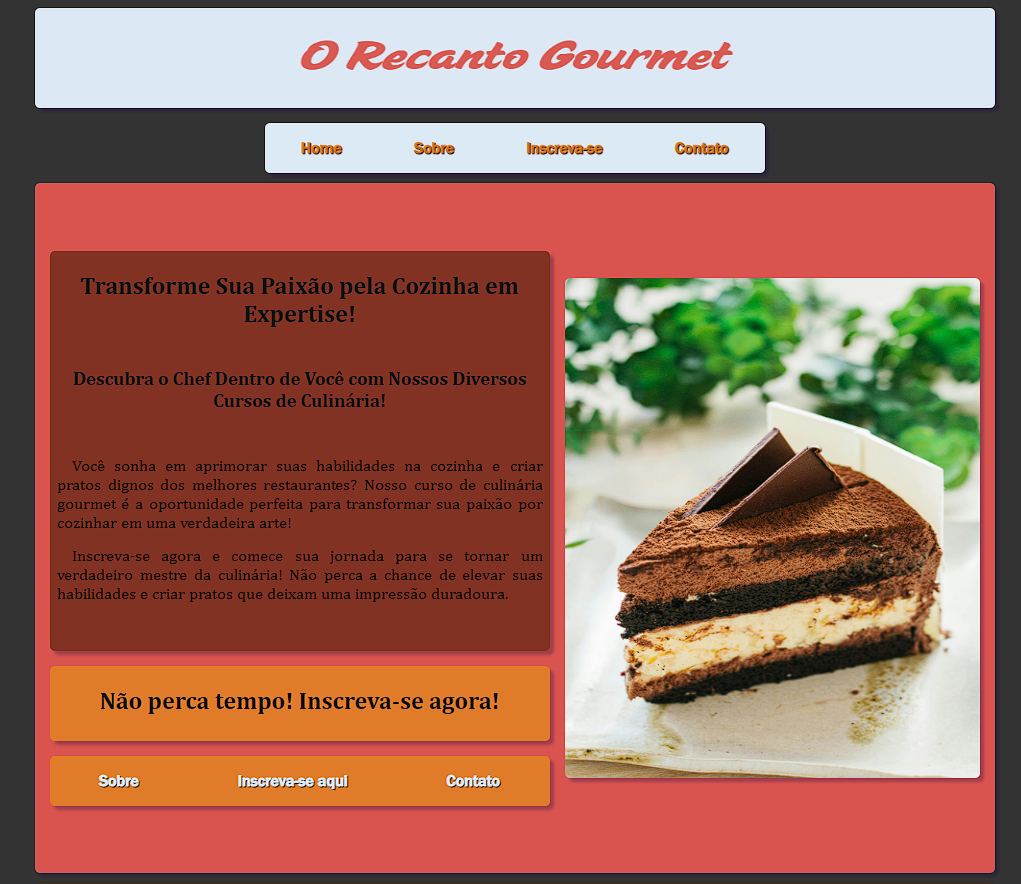 O Recanto Gourmet
Home Sobre Inscreva-se Contato
Transforme Sua Paixão pela Cozinha em
Expertise!
Descubra o Chef Dentro de Você com Nossos Diversos
Cursos de Culinária!
Você sonha em aprimorar suas habilidades na cozinha e criar
pratos dignos dos melhores restaurantes? Nosso curso de culinária
gourmet é a oportunidade perfeita para transformar sua paixão por
cozinhar em uma verdadeira arte!
Inscreva-se agora e comece sua jornada para se tornar um
verdadeiro mestre da culinária! Não perca a chance de elevar suas
habilidades e criar pratos que deixam uma impressão duradoura.
Não perca tempo! Inscreva-se agora!
Sobre Inscreva-se aqui Contato